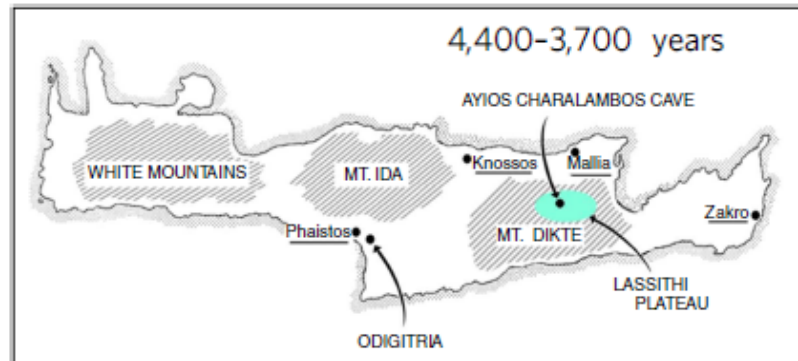 4,400–3,700 years
AYIOS CHARALAMBOS CAVE
Knossos
Mallia
WHITE MOUNTAINS
MT. IDA
Zakro
Phaistos
MT. DIKTE
LASSITHI
PLATEAU
ODIGITRIA